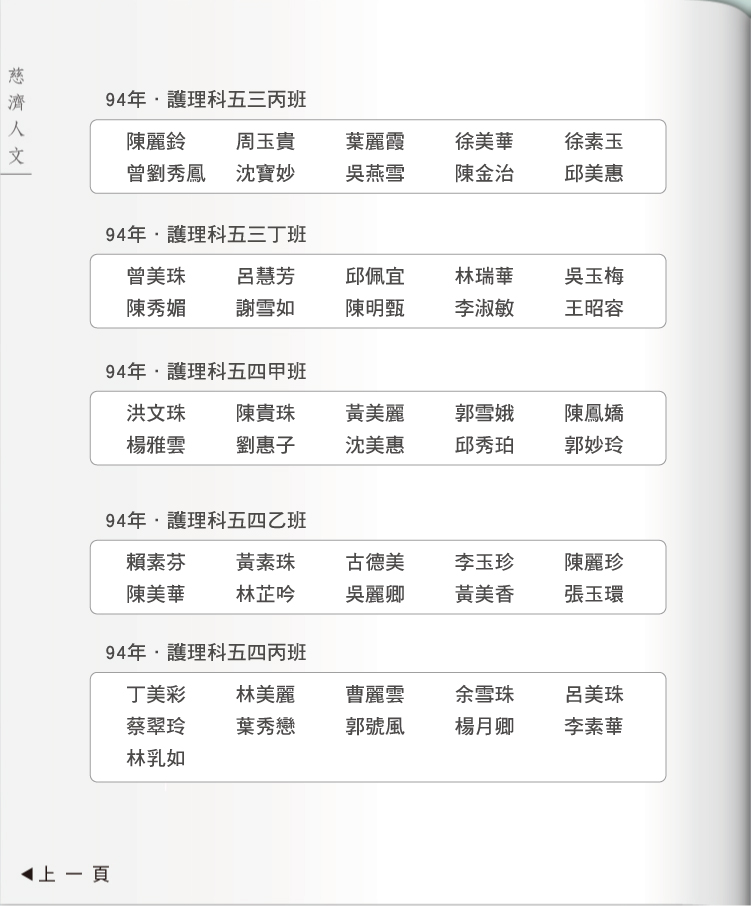 慈濟人文
94年·護理科五三丙班
陳麗鈴 周玉貴 葉麗霞 徐美華 徐素玉
曾劉秀鳳 沈寶妙 吳燕雪 陳金治 邱美惠
94年·護理科五三丁班
曾美珠 呂慧芳 邱佩宜 林瑞華 吳玉梅
陳秀媚 謝雪如 陳明甄 李淑敏 王昭容
94年·護理科五四甲班
洪文珠 陳貴珠 黃美麗 郭雪娥 陳鳳嬌
楊雅雲 劉惠子 沈美惠 邱秀珀 郭妙玲
94年·護理科五四乙班
賴素芬 黃素珠 古德美 李玉珍 陳麗珍
陳美華 林芷吟 吳麗卿 黃美香 張玉環
94年·護理科五四丙班
丁美彩 林美麗 曹麗雲 余雪珠 呂美珠
蔡翠玲 葉秀戀 郭號風 楊月卿 李素華
林乳如
◀上一頁